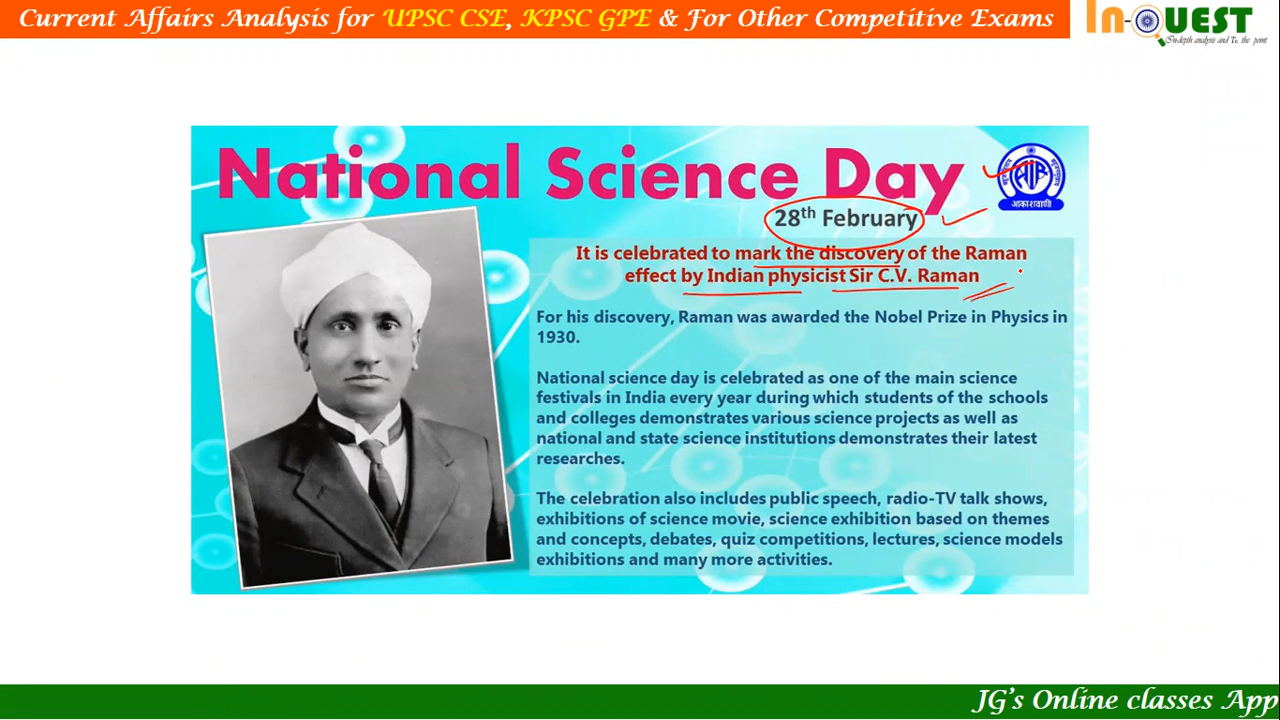 Current Affairs Analysis for UPSC CSE, KPSC GPE & For Other Competitive Exams
In-QUEST
In-depth analysis and To the point
National Science Day
28th February
आकाशवाणी
It is celebrated to mark the discovery of the Raman
effect by Indian physicist Sir C.V. Raman
For his discovery, Raman was awarded the Nobel Prize in Physics in
1930.
National science day is celebrated as one of the main science
festivals in India every year during which students of the schools
and colleges demonstrates various science projects as well as
national and state science institutions demonstrates their latest
researches.
The celebration also includes public speech, radio-TV talk shows,
exhibitions of science movie, science exhibition based on themes
and concepts, debates, quiz competitions, lectures, science models
exhibitions and many more activities.
JG's Online classes App